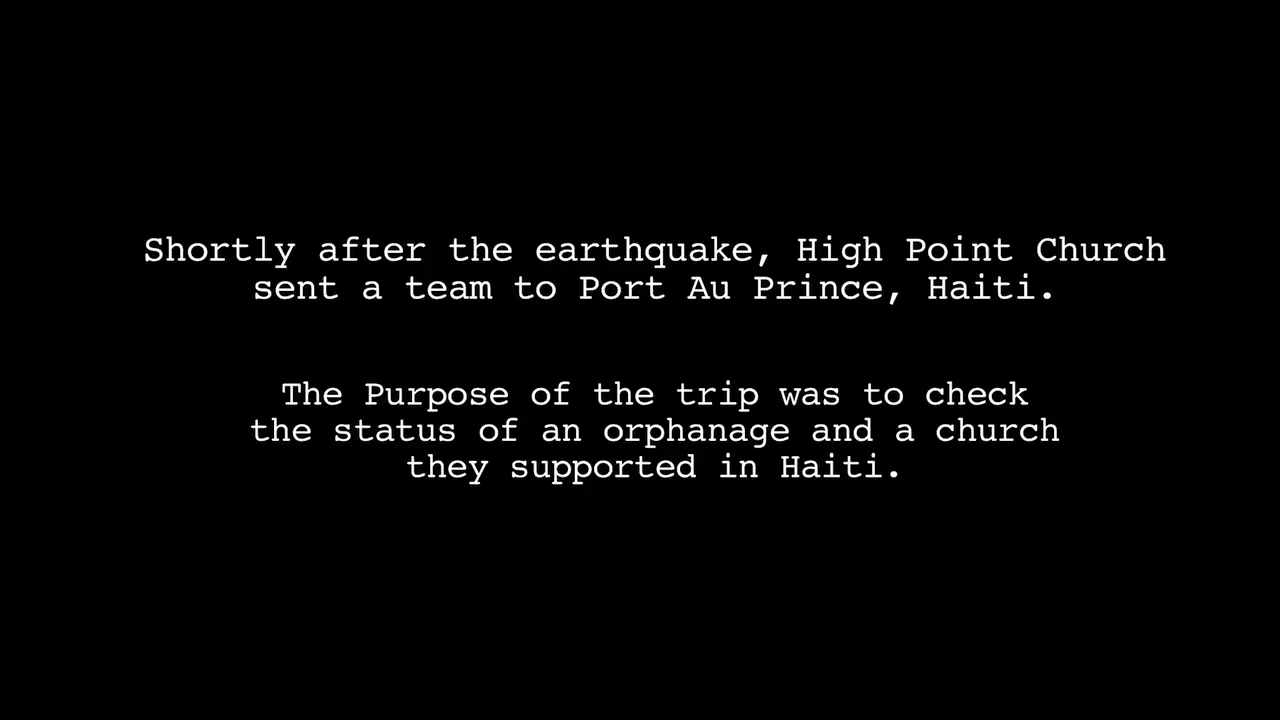 Shortly after the earthquake, High Point Church
sent a team to Port Au Prince, Haiti.
The Purpose of the trip was to check
the status of an orphanage and a church
they supported in Haiti.